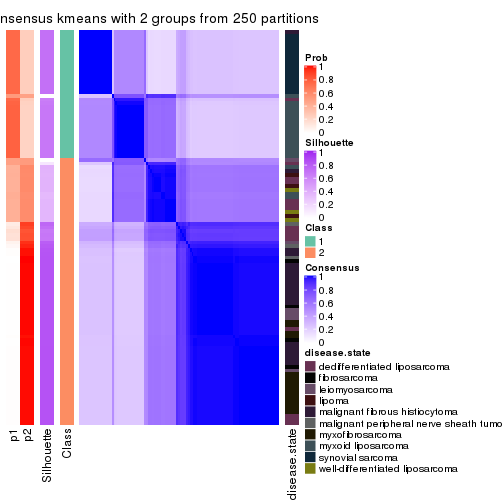 nsensus kmeans with 2 groups from 250 partitions
Prob
1
0.8
0.6
0.4
0.2
0
Silhouette
1
0.8
0.6
0.4
0.2
0
Class
1
2
Consensus
1
0.8
0.6
0.4
0.2
0
disease.state
dedifferentiated liposarcoma
fibrosarcoma
leiomyosarcoma
lipoma
malignant fibrous histiocytoma
malignant peripheral nerve sheath tumo
myxofibrosarcoma
myxoid liposarcoma
synovial sarcoma
well-differentiated liposarcoma
p1
p2
Silhouette
Class
disease.state